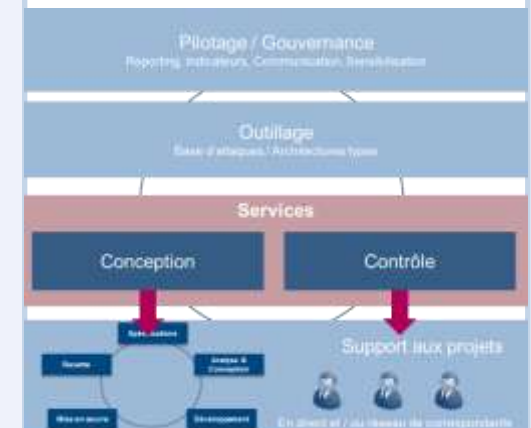 Pilotage / Gouvernance
Reporting, Indicateurs, Communication, Sensibilisation
Outillage
Base d'attaques / Architectures types
Services
Conception
Contrôle
Spécifications
Support aux projets
Recette
Analyse & Conception
Mise en œuvre
Développement
En direct et / ou réseau de correspondants